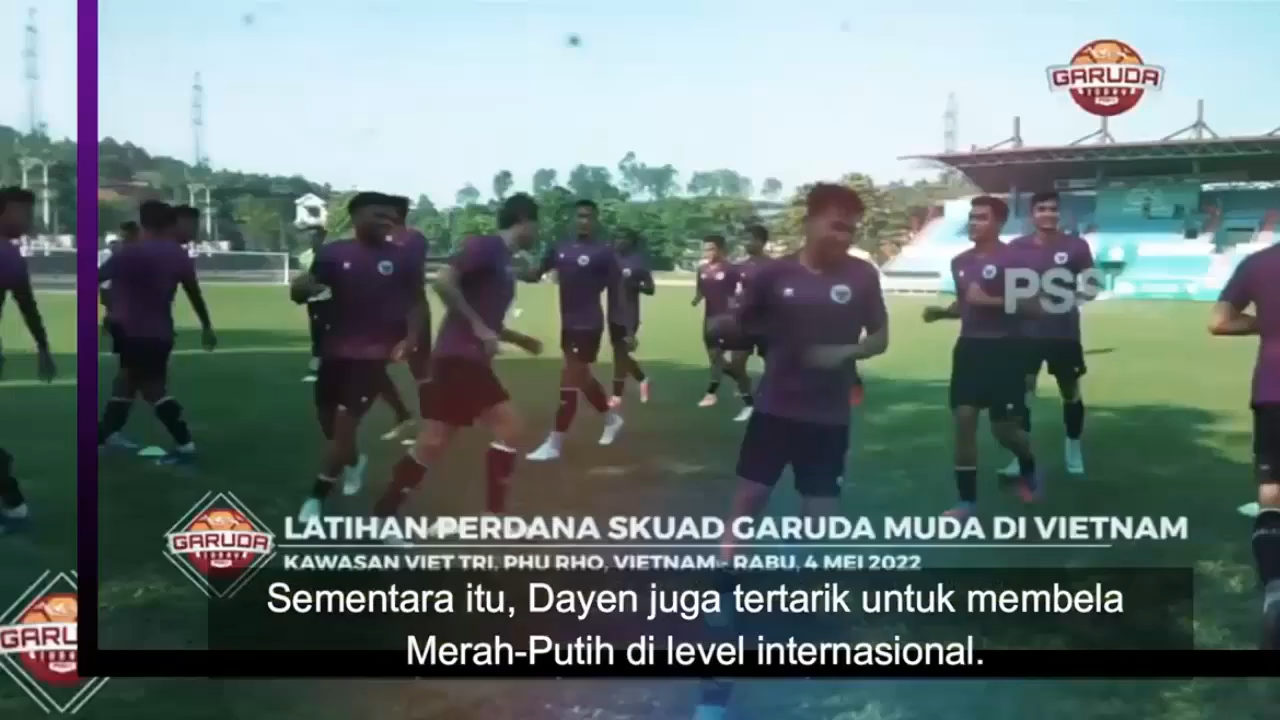 GARUDA
PSS
LATIHAN PERDANA SKUAD GARUDA MUDA DI VIETNAM
GARUDA
KAWASAN VIET TRI, PHU RHO, VIETNAM - RABU, 4 MEI 2022
Sementara itu, Dayen juga tertarik untuk membela
Merah-Putih di level internasional.
GARU